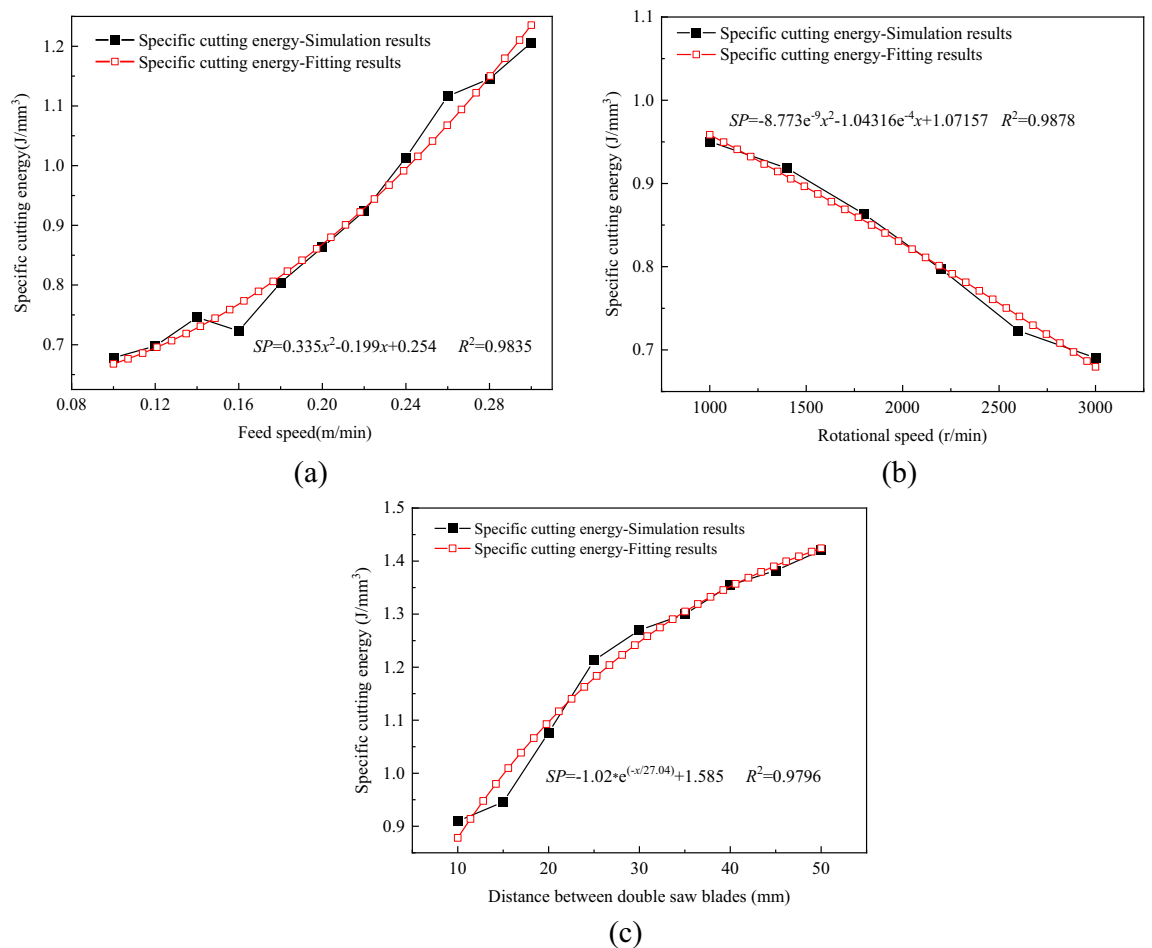 Specific cutting energy-Simulation results
Specific cutting energy-Fitting results
1.2
1.1
1.0
0.9
0.8
0.7
Specific cutting energy(J/mm³)
SP=0.335x²-0.199x+0.254 R²=0.9835
0.08 0.12 0.16 0.20 0.24 0.28
Feed speed(m/min)
(a)
1.1
1.0
0.9
0.8
0.7
Specific cutting energy (J/mm³)
Specific cutting energy-Simulation results
Specific cutting energy-Fitting results
SP=-8.773e⁻⁹x²-1.04316e⁻⁴x+1.07157 R²=0.9878
1000 1500 2000 2500 3000
Rotational speed (r/min)
(b)
1.5
1.4
1.3
1.2
1.1
1.0
0.9
Specific cutting energy (J/mm³)
Specific cutting energy-Simulation results
Specific cutting energy-Fitting results
SP=-1.02*e^(-x/27.04)+1.585 R²=0.9796
10 20 30 40 50
Distance between double saw blades (mm)
(c)